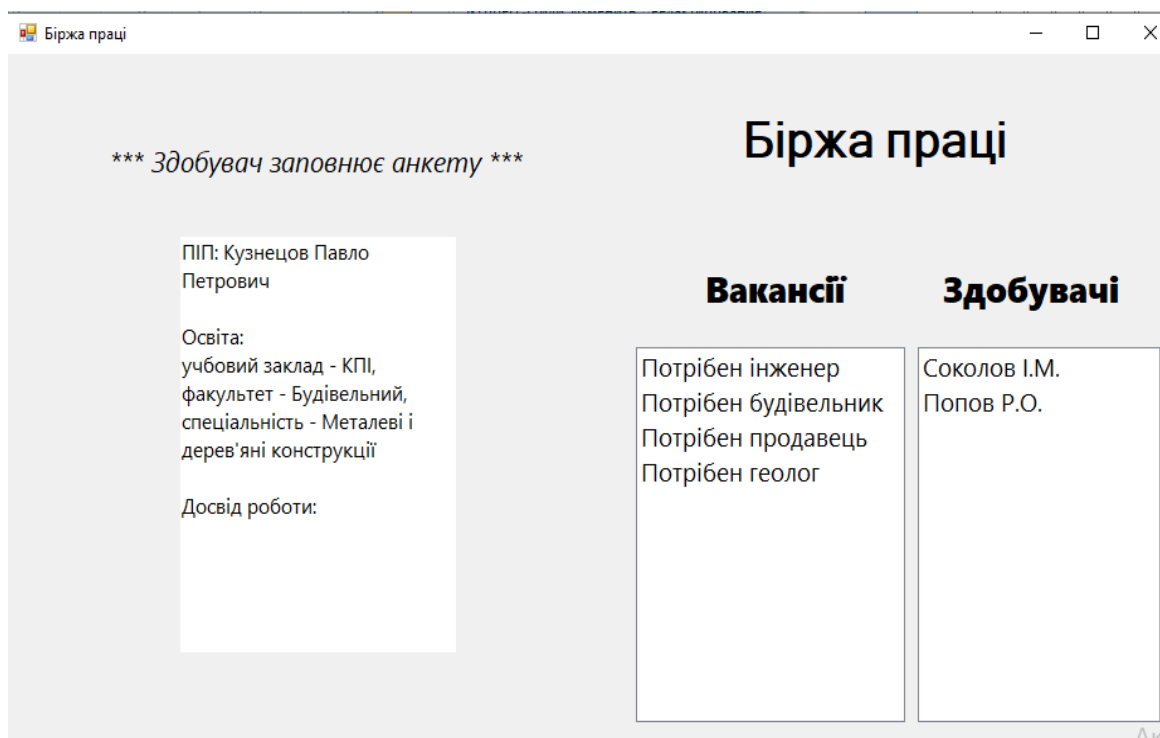 Біржа праці
*** Здобувач заповнює анкету ***
Біржа праці
ПІП: Кузнецов Павло
Петрович
Освіта:
учбовий заклад - КПІ,
факультет - Будівельний,
спеціальність - Металеві і
дерев'яні конструкції
Досвід роботи:
Вакансії
Потрібен інженер
Потрібен будівельник
Потрібен продавець
Потрібен геолог
Здобувачі
Соколов І.М.
Попов Р.О.